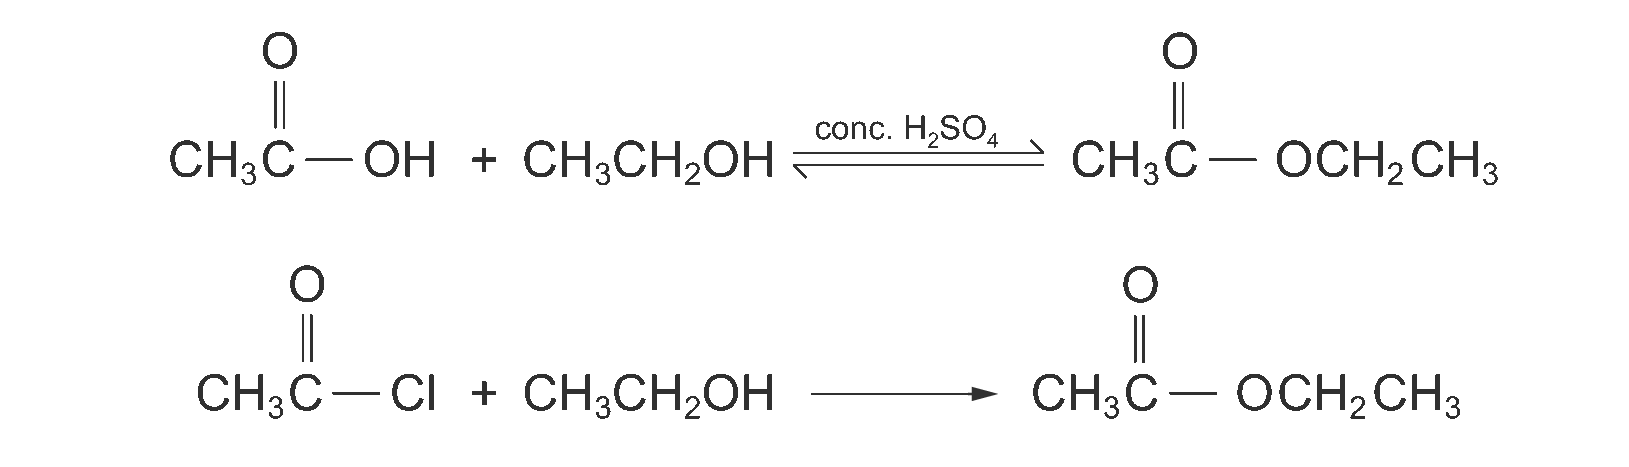 O O
conc. H₂SO₄
CH₃C — OH + CH₃CH₂OH ⇌ CH₃C — OCH₂CH₃
O O
CH₃C — Cl + CH₃CH₂OH → CH₃C — OCH₂CH₃